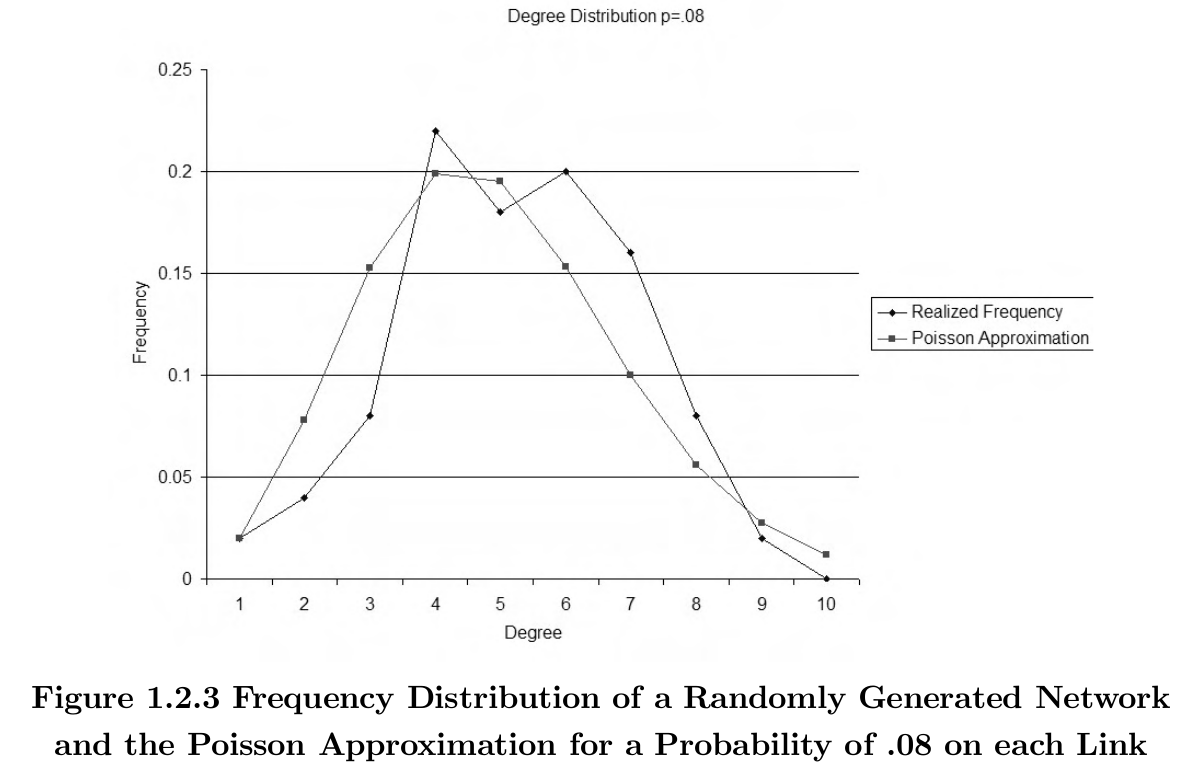 Degree Distribution p=.08
0.25
0.2
0.15
0.1
0.05
0
Frequency
1 2 3 4 5 6 7 8 9 10
Degree
Realized Frequency
Poisson Approximation
Figure 1.2.3 Frequency Distribution of a Randomly Generated Network
and the Poisson Approximation for a Probability of .08 on each Link